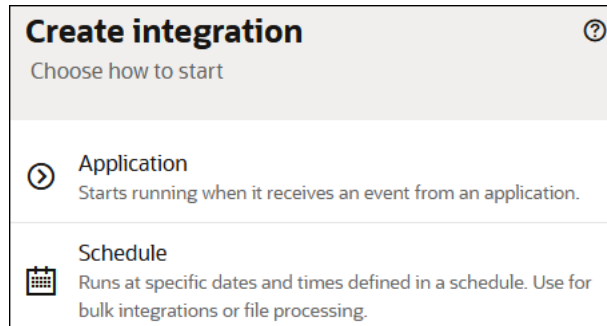 Create integration
Choose how to start
Application
Starts running when it receives an event from an application.
Schedule
Runs at specific dates and times defined in a schedule. Use for
bulk integrations or file processing.